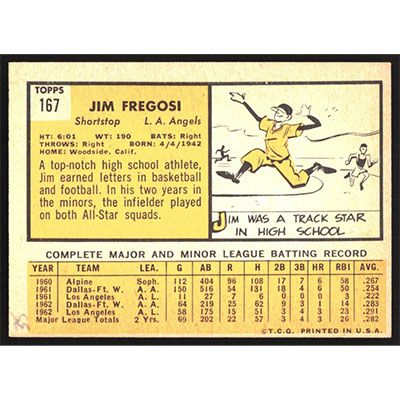 TOPPS
167
JIM FREGOSI
Shortstop L. A. Angels
HT: 6:01 WT: 190 BATS: Right
THROWS: Right BORN: 4/4/1942
HOME: Woodside, Calif.
A top-notch high school athlete,
Jim earned letters in basketball
and football. In his two years in
the minors, the infielder played
on both All-Star squads.
JIM WAS A TRACK STAR
IN HIGH SCHOOL
COMPLETE MAJOR AND MINOR LEAGUE BATTING RECORD
YEAR TEAM LEA. G AB R H 2B 3B HR RBI AVG.
1960 Alpine Soph. 112 404 96 108 17 7 6 58 .267
1961 Dallas-Ft. W. A. A. 150 516 54 131 18 4 6 50 .254
1961 Los Angeles A. L. 11 27 7 6 0 0 0 3 .222
1962 Dallas-Ft. W. A. A. 64 219 23 62 13 4 1 14 .283
1962 Los Angeles A. L. 58 175 15 51 3 4 3 23 .291
Major League Totals 2 Yrs. 69 202 22 57 3 4 3 26 .282
©T.C.G. PRINTED IN U.S.A.